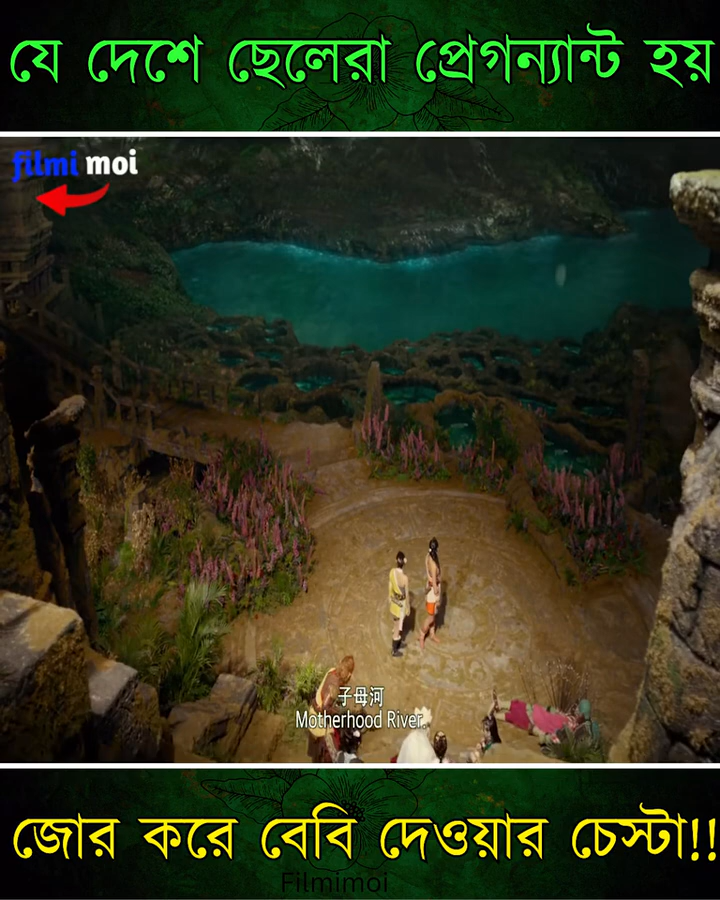 যে দেশে ছেলেরা প্রেগন্যান্ট হয়
filmi moi
子母河
Motherhood River.
জোর করে বেবি দেওয়ার চেস্টা!!
Filmimoi